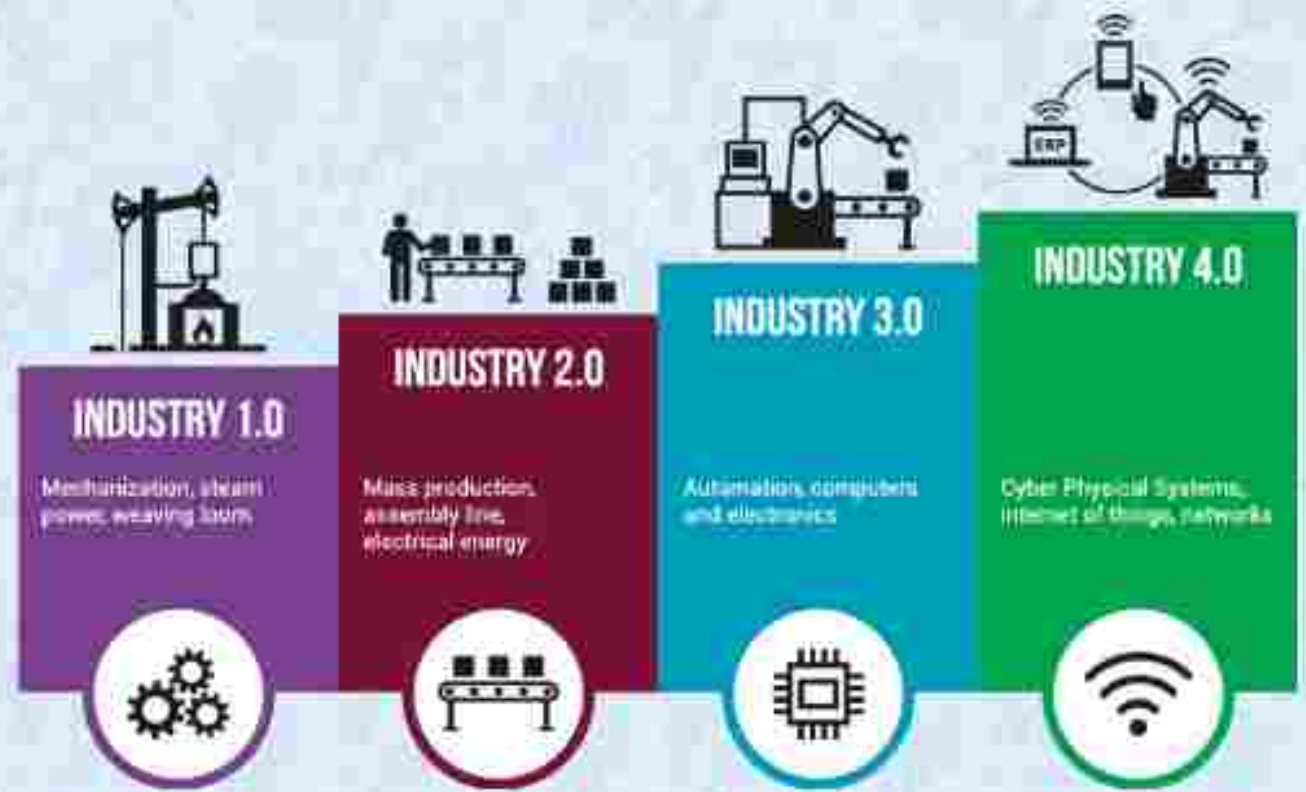 ERP
INDUSTRY 1.0
Mechanization, steam
power, weaving loom
INDUSTRY 2.0
Mass production,
assembly line,
electrical energy
INDUSTRY 3.0
Automation, computers
and electronics
INDUSTRY 4.0
Cyber Physical Systems,
internet of things, networks